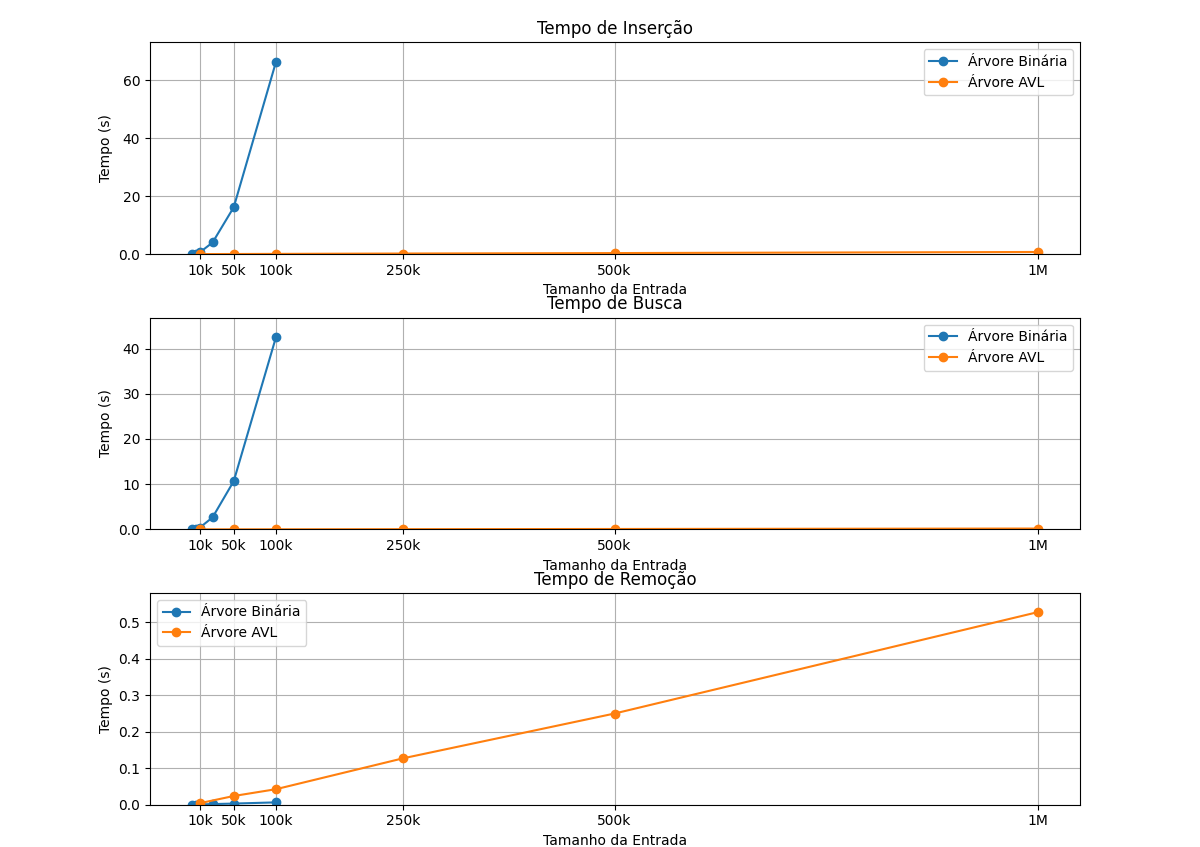 Tempo de Inserção
Árvore Binária
Árvore AVL
Tempo (s)
60
40
20
0.0
10k 50k 100k 250k 500k 1M
Tamanho da Entrada
Tempo de Busca
Árvore Binária
Árvore AVL
Tempo (s)
40
30
20
10
0.0
10k 50k 100k 250k 500k 1M
Tamanho da Entrada
Tempo de Remoção
Árvore Binária
Árvore AVL
Tempo (s)
0.5
0.4
0.3
0.2
0.1
0.0
10k 50k 100k 250k 500k 1M
Tamanho da Entrada